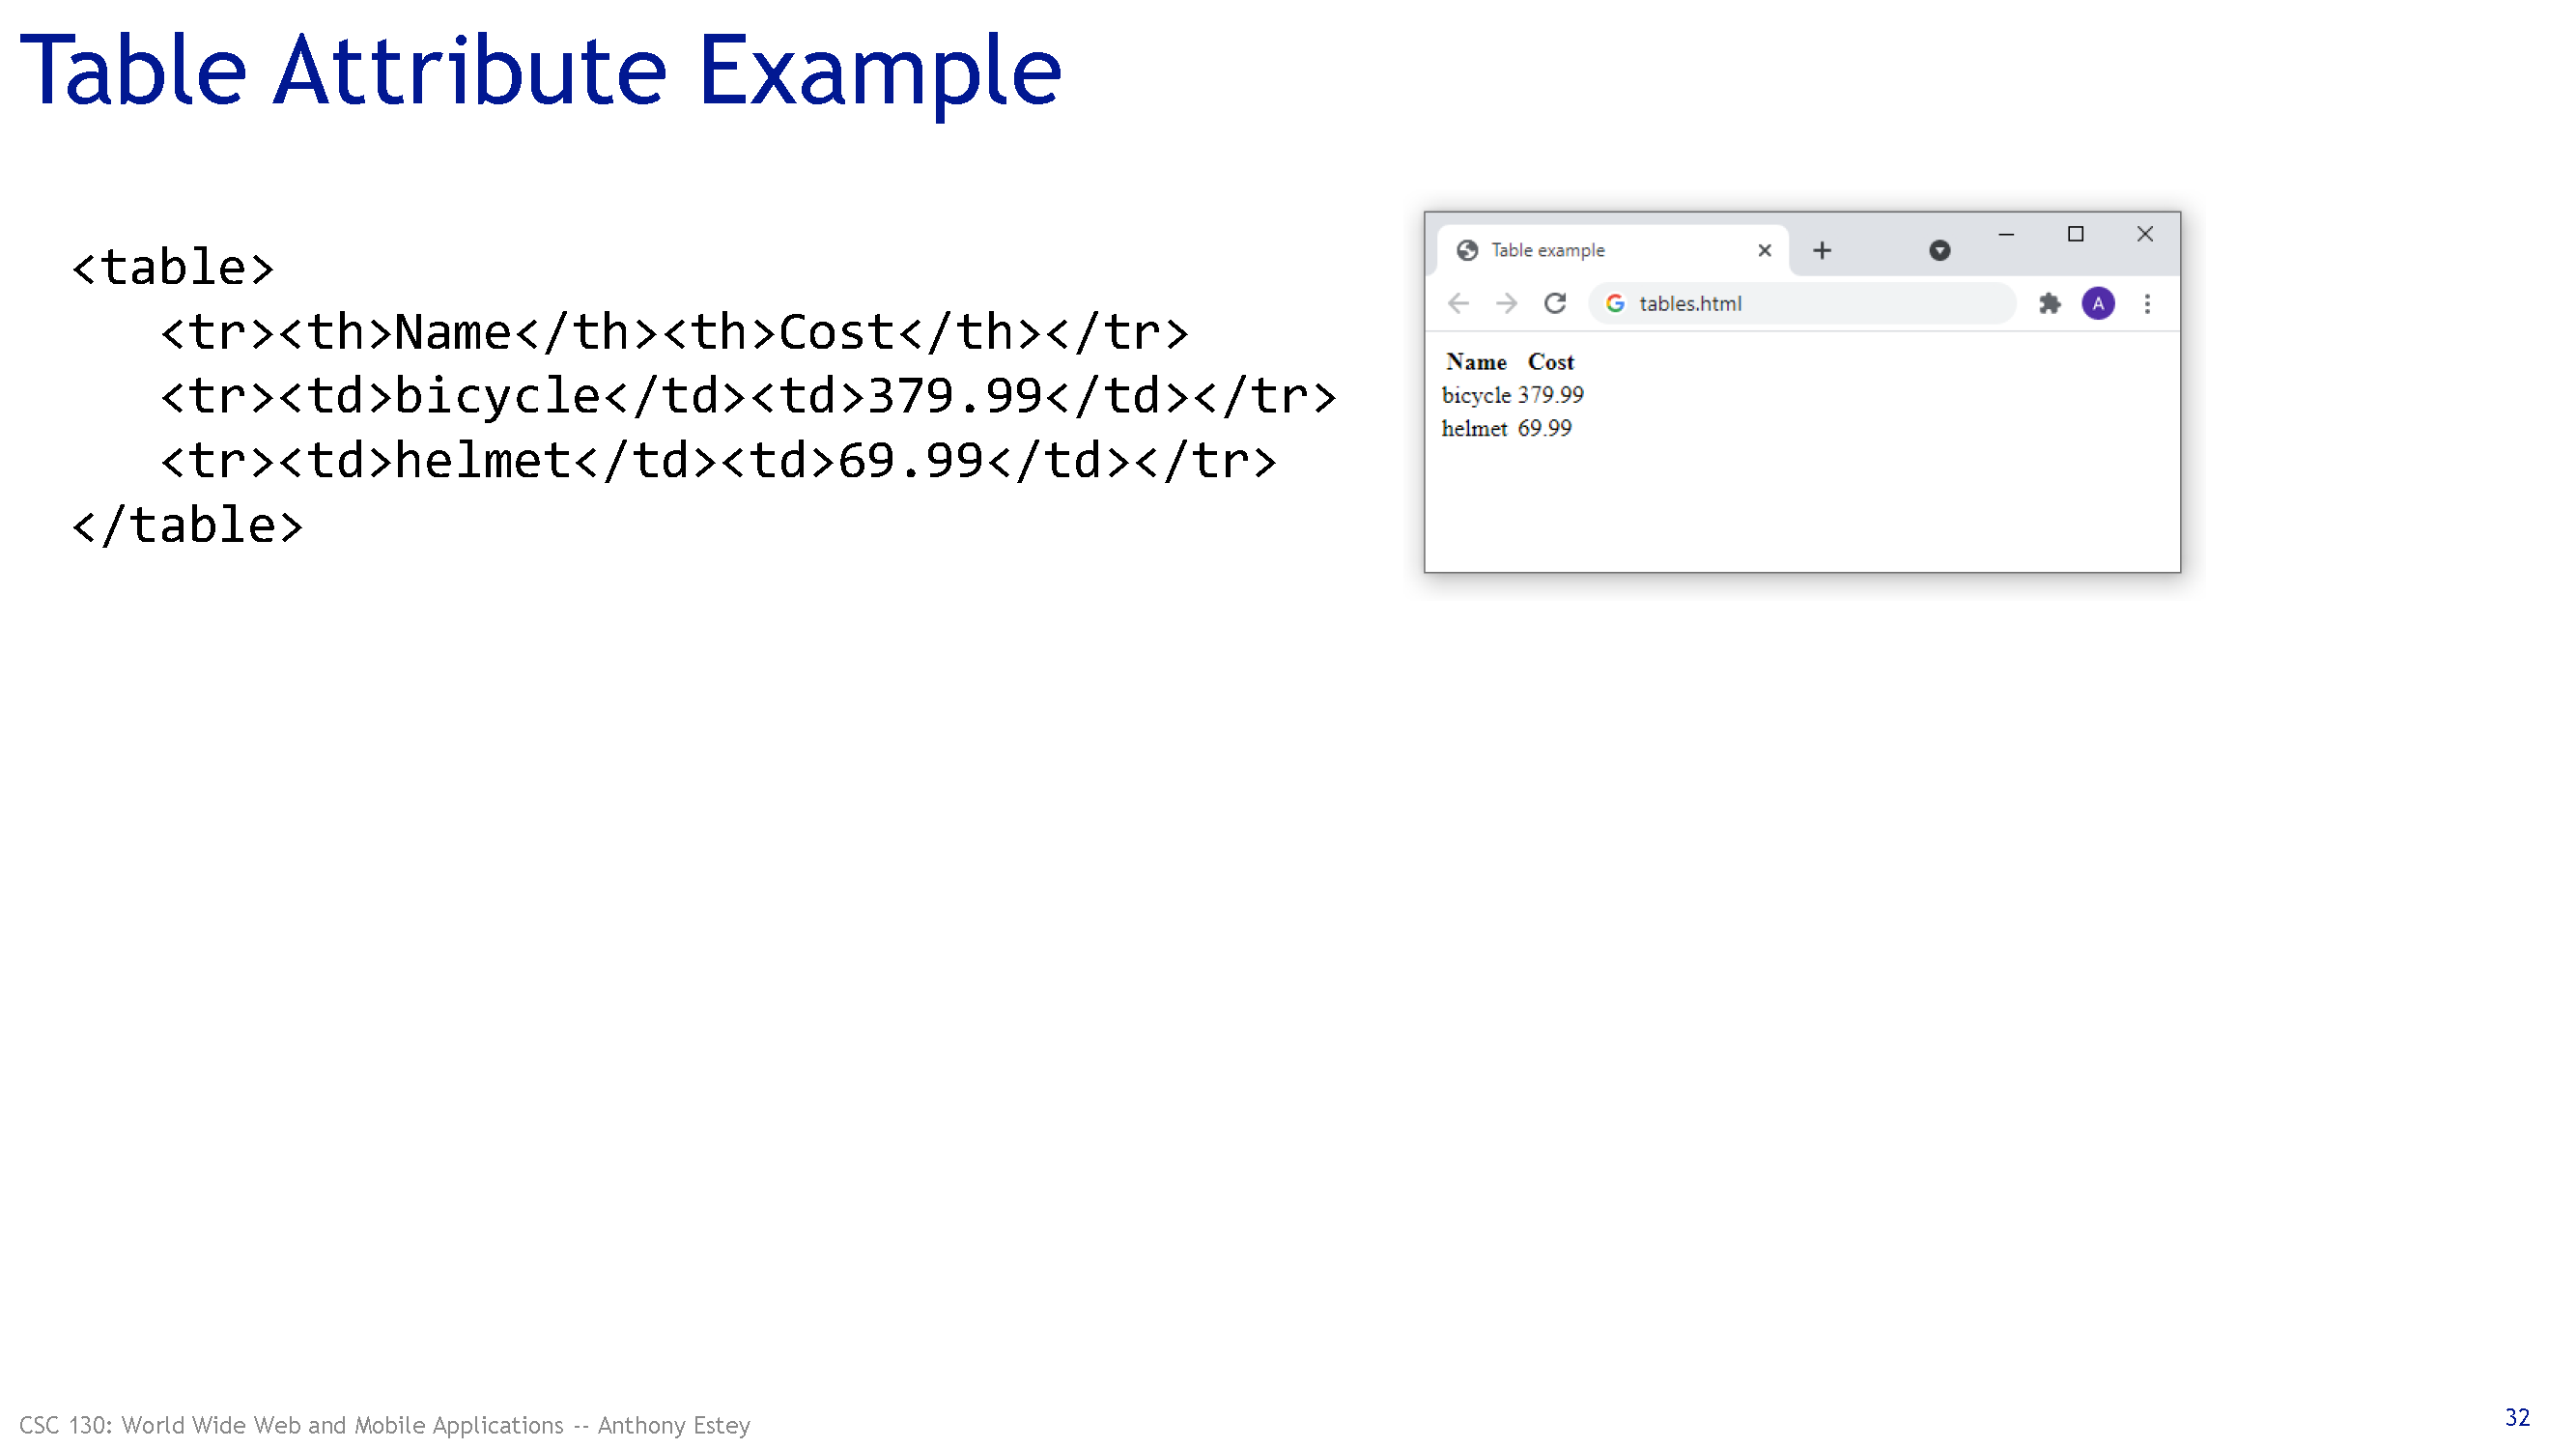 Table Attribute Example
<table>
<tr><th>Name</th><th>Cost</th></tr>
<tr><td>bicycle</td><td>379.99</td></tr>
<tr><td>helmet</td><td>69.99</td></tr>
</table>
Table example
tables.html
A
Name Cost
bicycle 379.99
helmet 69.99
CSC 130: World Wide Web and Mobile Applications -- Anthony Estey
32